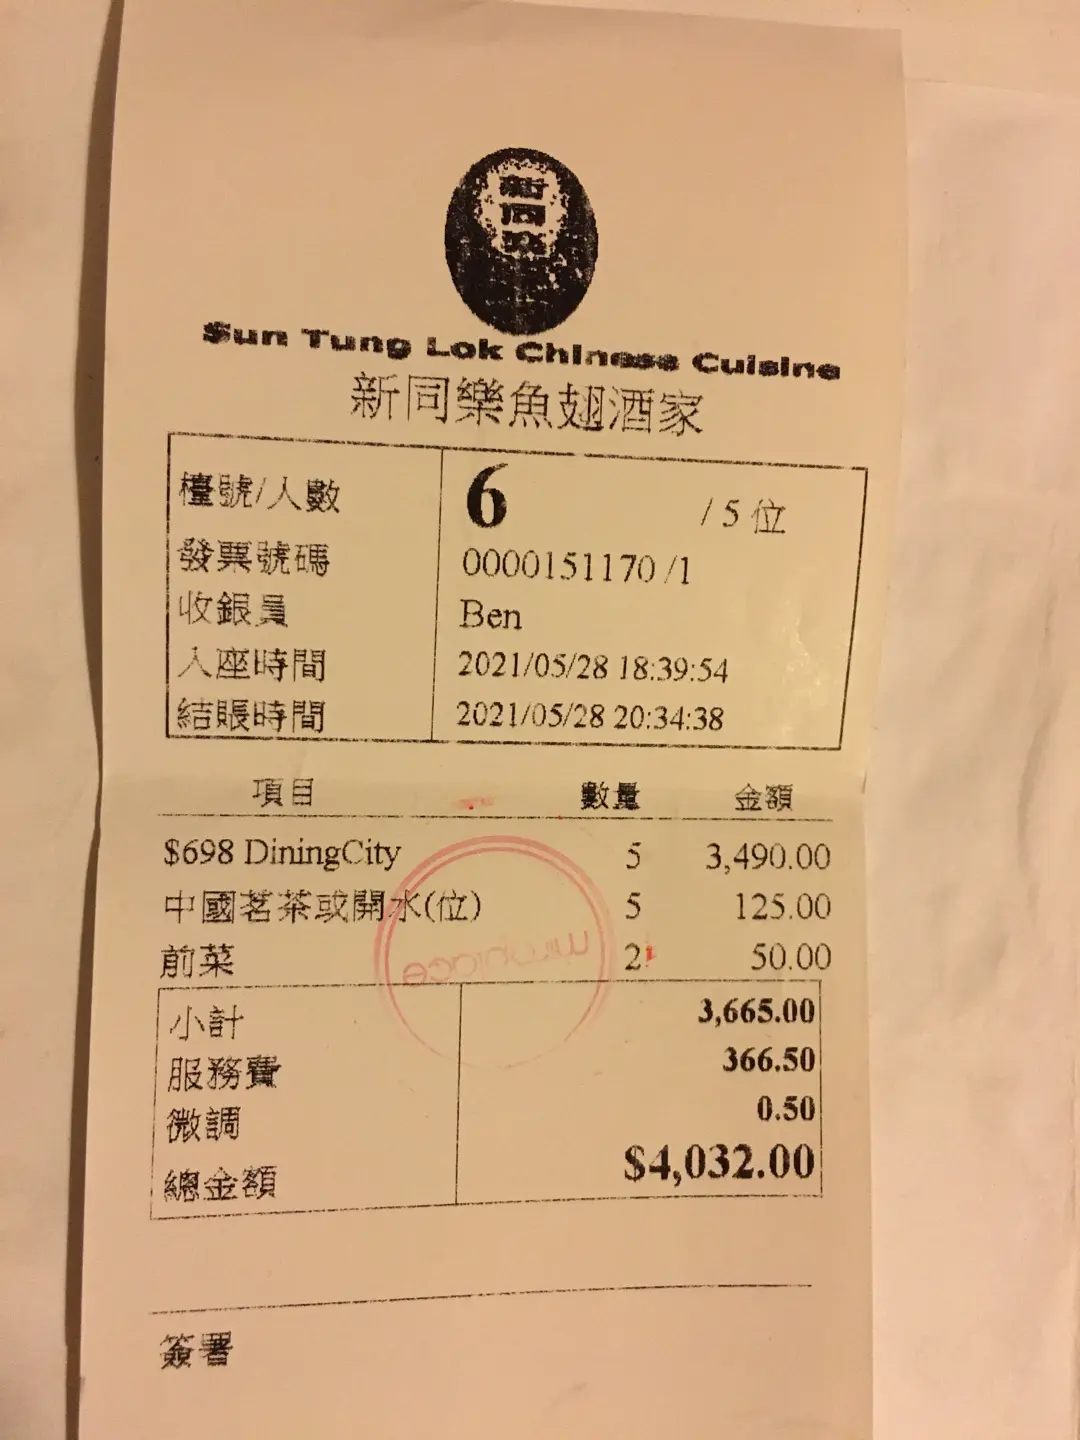 新同樂
Sun Tung Lok Chinese Cuisine
新同樂魚翅酒家
檯號/人數 6 / 5 位
發票號碼 0000151170 /1
收銀員 Ben
入座時間 2021/05/28 18:39:54
結賬時間 2021/05/28 20:34:38
項目 數量 金額
$698 DiningCity 5 3,490.00
中國茗茶或開水(位) 5 125.00
前菜 2 50.00
小計 3,665.00
服務費 366.50
微調 0.50
總金額 $4,032.00
簽署